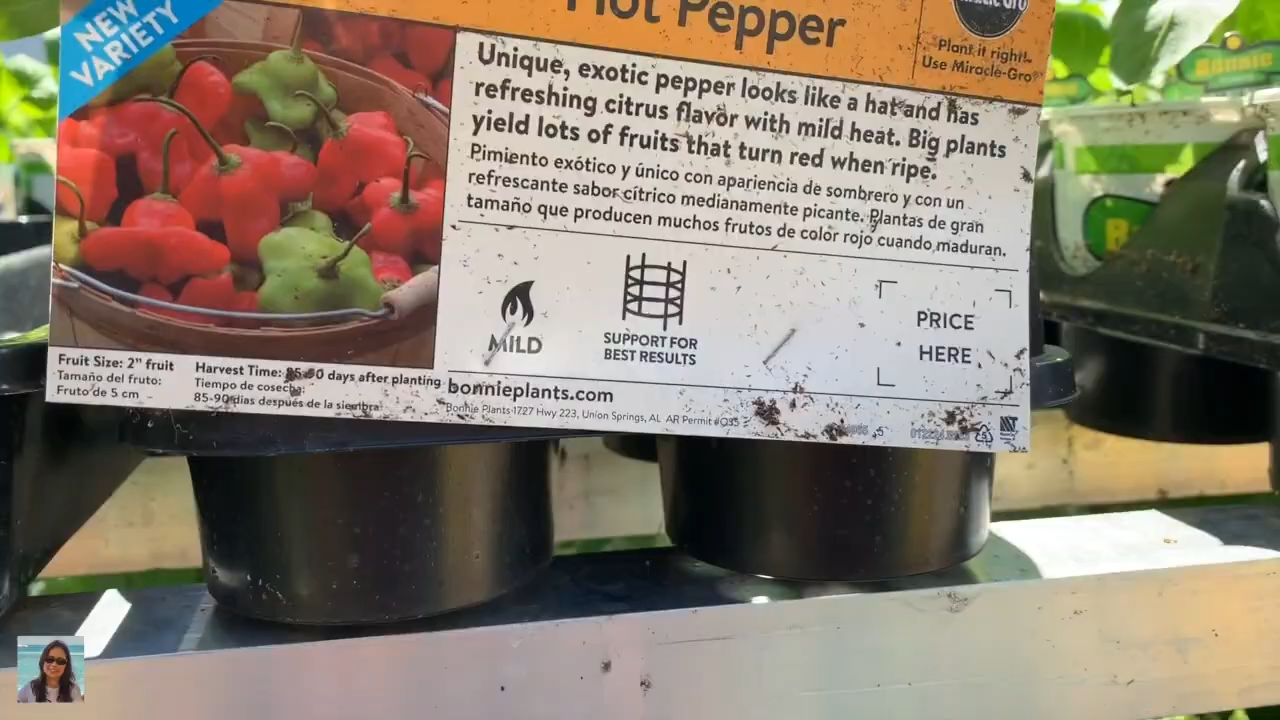 NEW
VARIETY
Hot Pepper
Plant it right!
Use Miracle-Gro®
Unique, exotic pepper looks like a hat and has
refreshing citrus flavor with mild heat. Big plants
yield lots of fruits that turn red when ripe.
Pimiento exótico y único con apariencia de sombrero y con un
refrescante sabor cítrico medianamente picante. Plantas de gran
tamaño que producen muchos frutos de color rojo cuando maduran.
MILD
SUPPORT FOR
BEST RESULTS
PRICE
HERE
Fruit Size: 2" fruit
Tamaño del fruto:
Fruto de 5 cm
Harvest Time: 85-90 days after planting
Tiempo de cosecha:
85-90 días después de la siembra
bonnieplants.com
Bonnie Plants 1727 Hwy 223, Union Springs, AL AR Permit #035
Bonnie